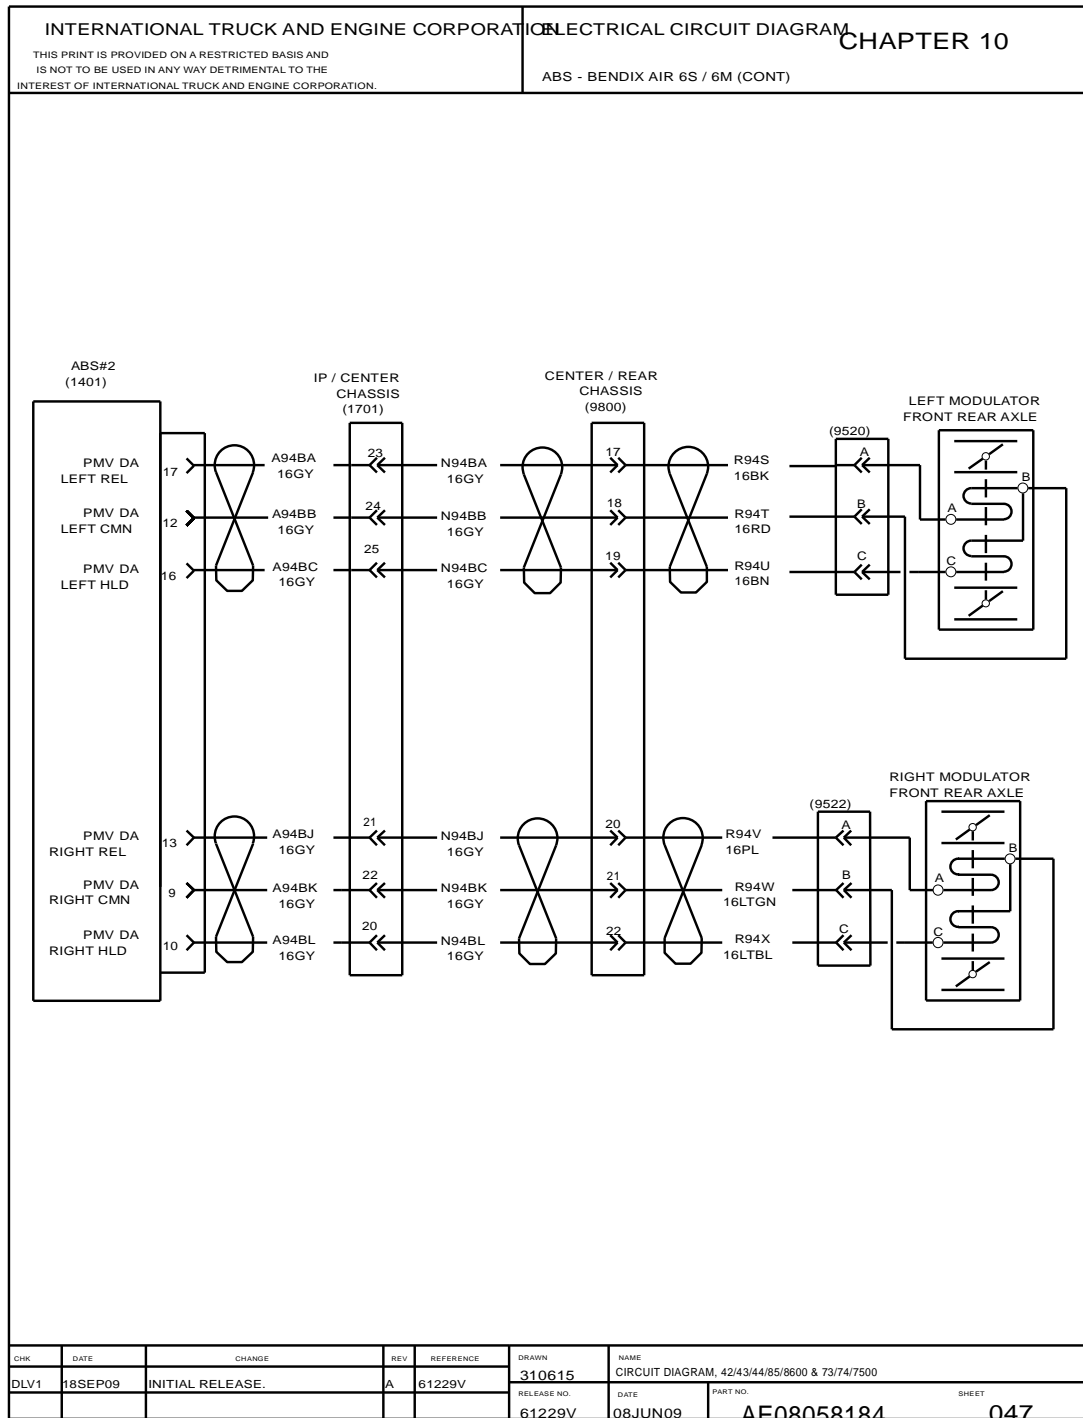 INTERNATIONAL TRUCK AND ENGINE CORPORATION
THIS PRINT IS PROVIDED ON A RESTRICTED BASIS AND
IS NOT TO BE USED IN ANY WAY DETRIMENTAL TO THE
INTEREST OF INTERNATIONAL TRUCK AND ENGINE CORPORATION.
ELECTRICAL CIRCUIT DIAGRAM
CHAPTER 10
ABS - BENDIX AIR 6S / 6M (CONT)
ABS#2
(1401)
IP / CENTER
CHASSIS
(1701)
CENTER / REAR
CHASSIS
(9800)
LEFT MODULATOR
FRONT REAR AXLE
(9520)
PMV DA
LEFT REL
17
A94BA
16GY
23
N94BA
16GY
17
R94S
16BK
A
PMV DA
LEFT CMN
12
A94BB
16GY
24
N94BB
16GY
18
R94T
16RD
B
PMV DA
LEFT HLD
16
A94BC
16GY
25
N94BC
16GY
19
R94U
16BN
C
B
A
C
RIGHT MODULATOR
FRONT REAR AXLE
(9522)
PMV DA
RIGHT REL
13
A94BJ
16GY
21
N94BJ
16GY
20
R94V
16PL
A
PMV DA
RIGHT CMN
9
A94BK
16GY
22
N94BK
16GY
21
R94W
16LTGN
B
PMV DA
RIGHT HLD
10
A94BL
16GY
20
N94BL
16GY
22
R94X
16LTBL
C
B
A
C
CHK DATE CHANGE REV REFERENCE
DLV1 18SEP09 INITIAL RELEASE. A 61229V
DRAWN
310615
NAME
CIRCUIT DIAGRAM, 42/43/44/85/8600 & 73/74/7500
RELEASE NO.
61229V
DATE
08JUN09
PART NO.
AE08058184
SHEET
047